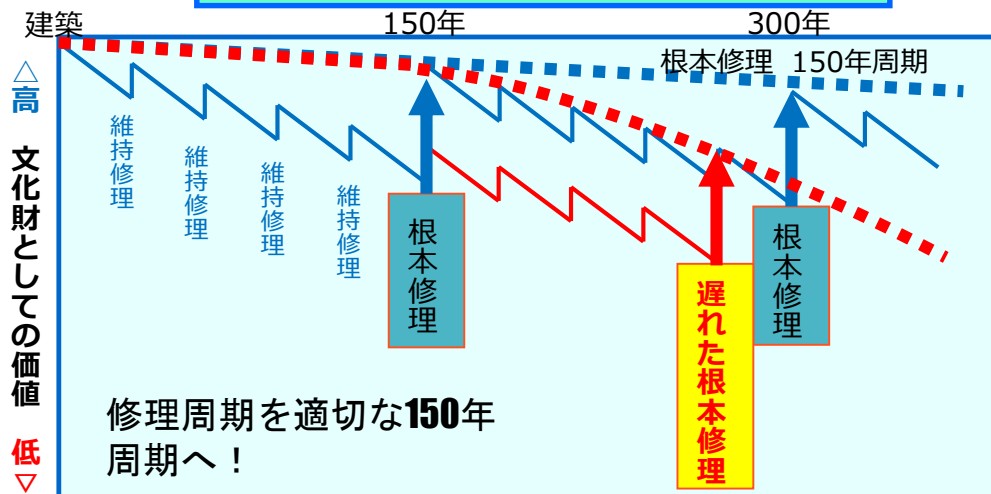 建築
150年
300年
根本修理 150年周期
△高 文化財としての価値 低▽
維持修理
維持修理
維持修理
維持修理
根本修理
遅れた根本修理
根本修理
修理周期を適切な150年
周期へ！